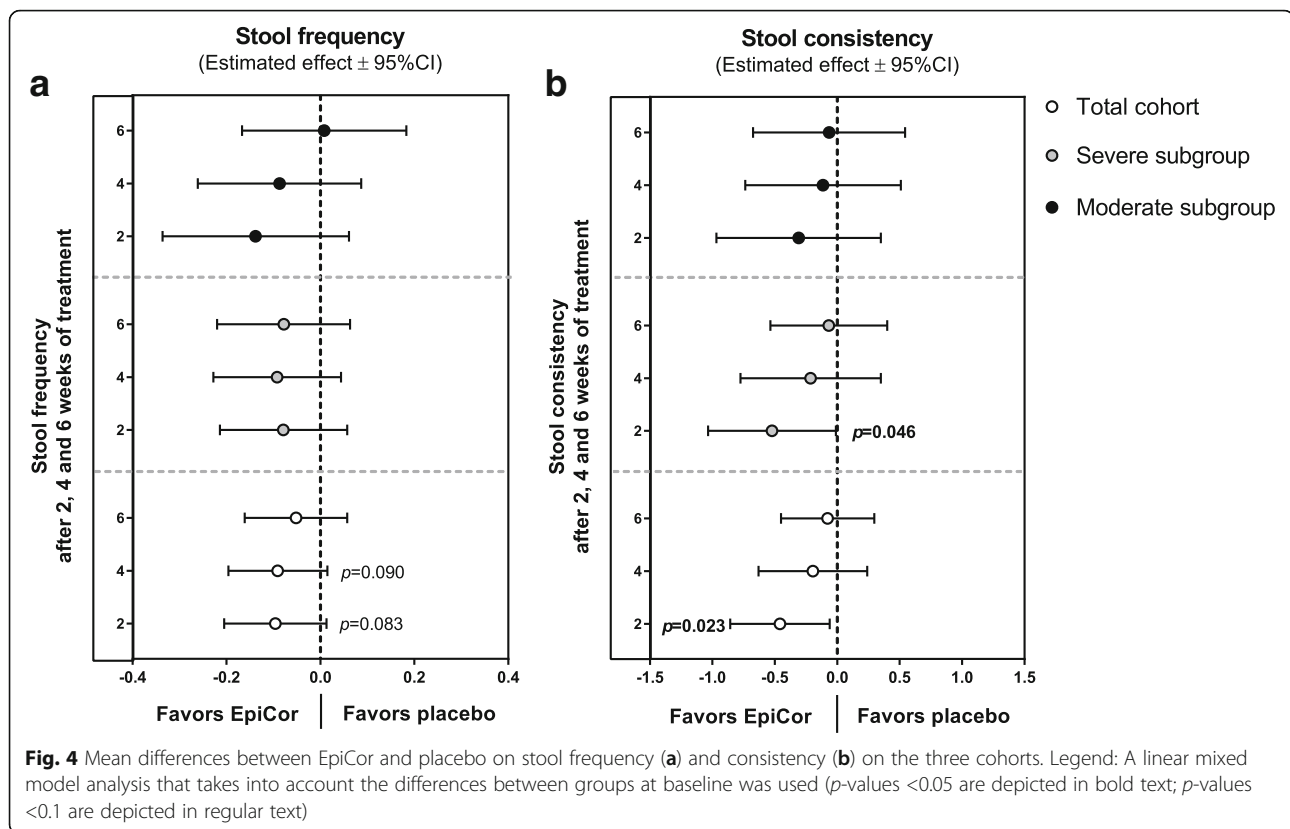 Stool frequency
(Estimated effect ± 95%CI)
a
Stool frequency
after 2, 4 and 6 weeks of treatment
6
4
2
6
4
2
6
4
p=0.090
2
p=0.083
-0.4
-0.2
0.0
0.2
0.4
Favors EpiCor
Favors placebo
Stool consistency
(Estimated effect ± 95%CI)
b
Stool consistency
after 2, 4 and 6 weeks of treatment
6
4
2
6
4
2
p=0.046
6
4
2
p=0.023
-1.5
-1.0
-0.5
0.0
0.5
1.0
1.5
Favors EpiCor
Favors placebo
Total cohort
Severe subgroup
Moderate subgroup
Fig. 4 Mean differences between EpiCor and placebo on stool frequency (a) and consistency (b) on the three cohorts. Legend: A linear mixed
model analysis that takes into account the differences between groups at baseline was used (p-values <0.05 are depicted in bold text; p-values
<0.1 are depicted in regular text)